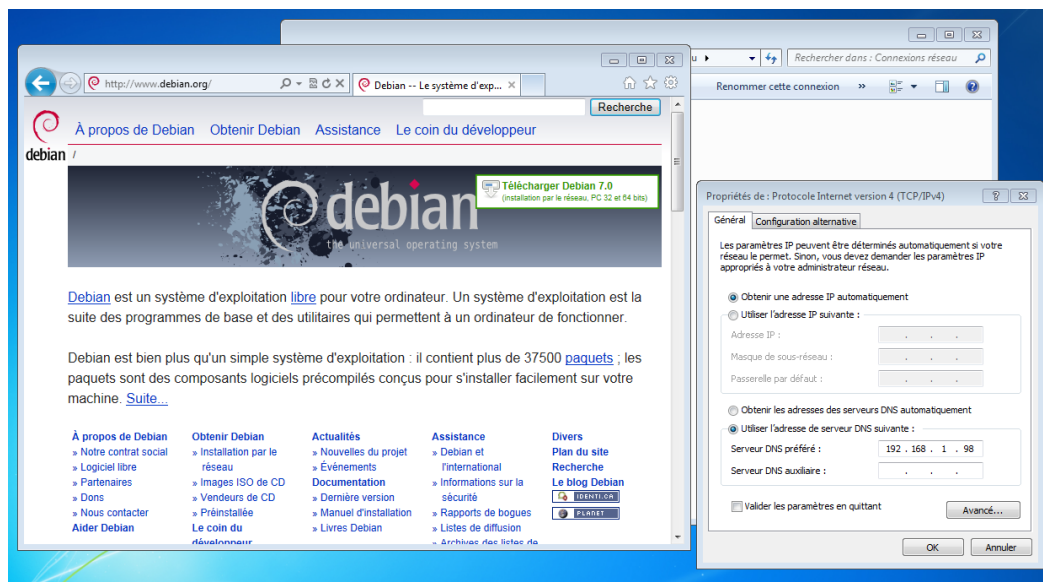 u
Rechercher dans : Connexions réseau
Renommer cette connexion »
http://www.debian.org/
Debian -- Le système d'exp...
Recherche
debian
À propos de Debian Obtenir Debian Assistance Le coin du développeur
/
debian
the universal operating system
Télécharger Debian 7.0
(installation par le réseau, PC 32 et 64 bits)
Debian est un système d'exploitation libre pour votre ordinateur. Un système d'exploitation est la
suite des programmes de base et des utilitaires qui permettent à un ordinateur de fonctionner.
Debian est bien plus qu'un simple système d'exploitation : il contient plus de 37500 paquets ; les
paquets sont des composants logiciels précompilés conçus pour s'installer facilement sur votre
machine. Suite...
À propos de Debian
» Notre contrat social
» Logiciel libre
» Partenaires
» Dons
» Nous contacter
Aider Debian
Obtenir Debian
» Installation par le
réseau
» Images ISO de CD
» Vendeurs de CD
» Préinstallée
Le coin du
développeur
Actualités
» Nouvelles du projet
» Événements
Documentation
» Dernière version
» Manuel d'installation
» Livres Debian
Assistance
» Debian et
l'international
» Informations sur la
sécurité
» Rapports de bogues
» Listes de diffusion
» Archives des listes de
Divers
Plan du site
Recherche
Le blog Debian
IDENTI.CA
PLANET
Propriétés de : Protocole Internet version 4 (TCP/IPv4)
Général
Configuration alternative
Les paramètres IP peuvent être déterminés automatiquement si votre
réseau le permet. Sinon, vous devez demander les paramètres IP
appropriés à votre administrateur réseau.
Obtenir une adresse IP automatiquement
Utiliser l'adresse IP suivante :
Adresse IP :
Masque de sous-réseau :
Passerelle par défaut :
Obtenir les adresses des serveurs DNS automatiquement
Utiliser l'adresse de serveur DNS suivante :
Serveur DNS préféré : 192 . 168 . 1 . 98
Serveur DNS auxiliaire :
Valider les paramètres en quittant
Avancé...
OK
Annuler